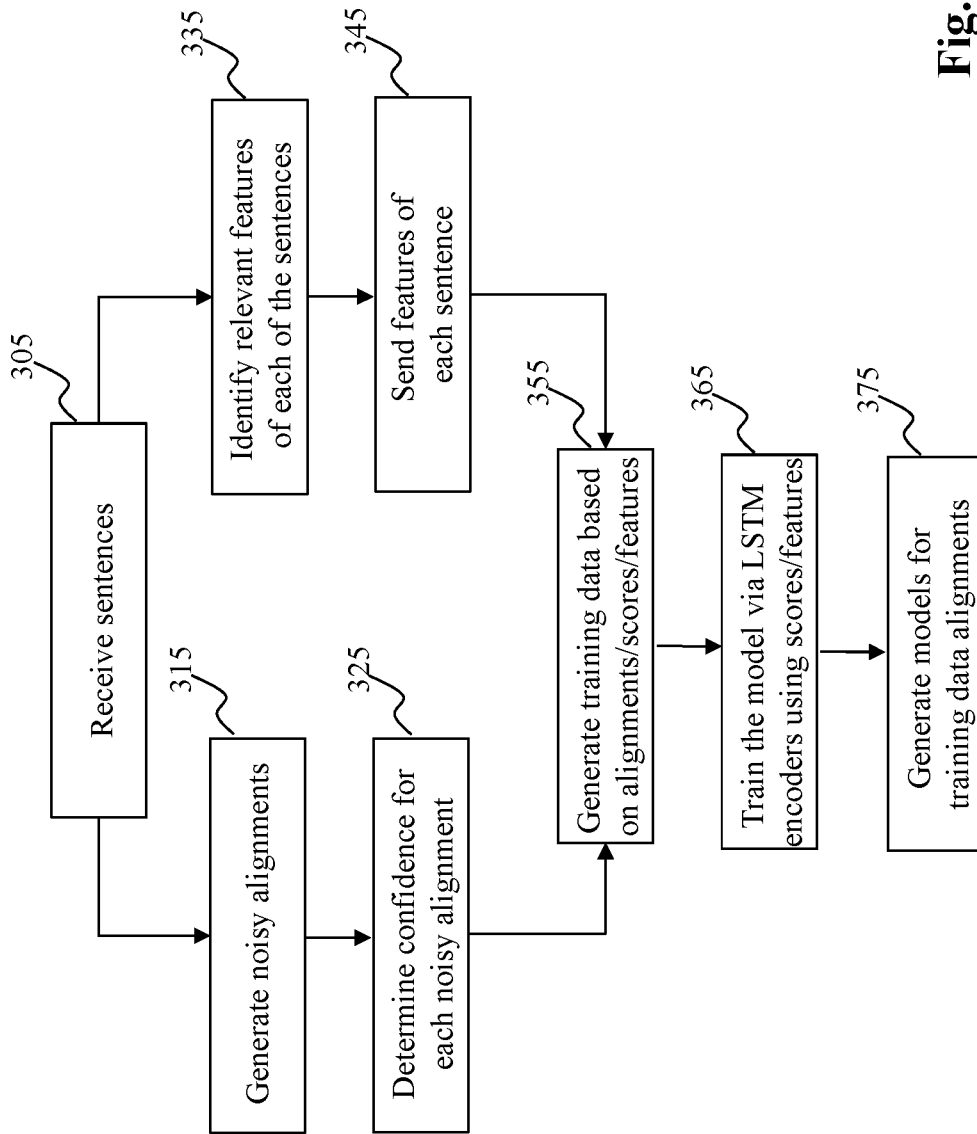 Receive sentences
305
Generate noisy alignments
315
Identify relevant features
of each of the sentences
335
Determine confidence for
each noisy alignment
325
Send features of
each sentence
345
Generate training data based
on alignments/scores/features
355
Train the model via LSTM
encoders using scores/features
365
Generate models for
training data alignments
375
Fig.